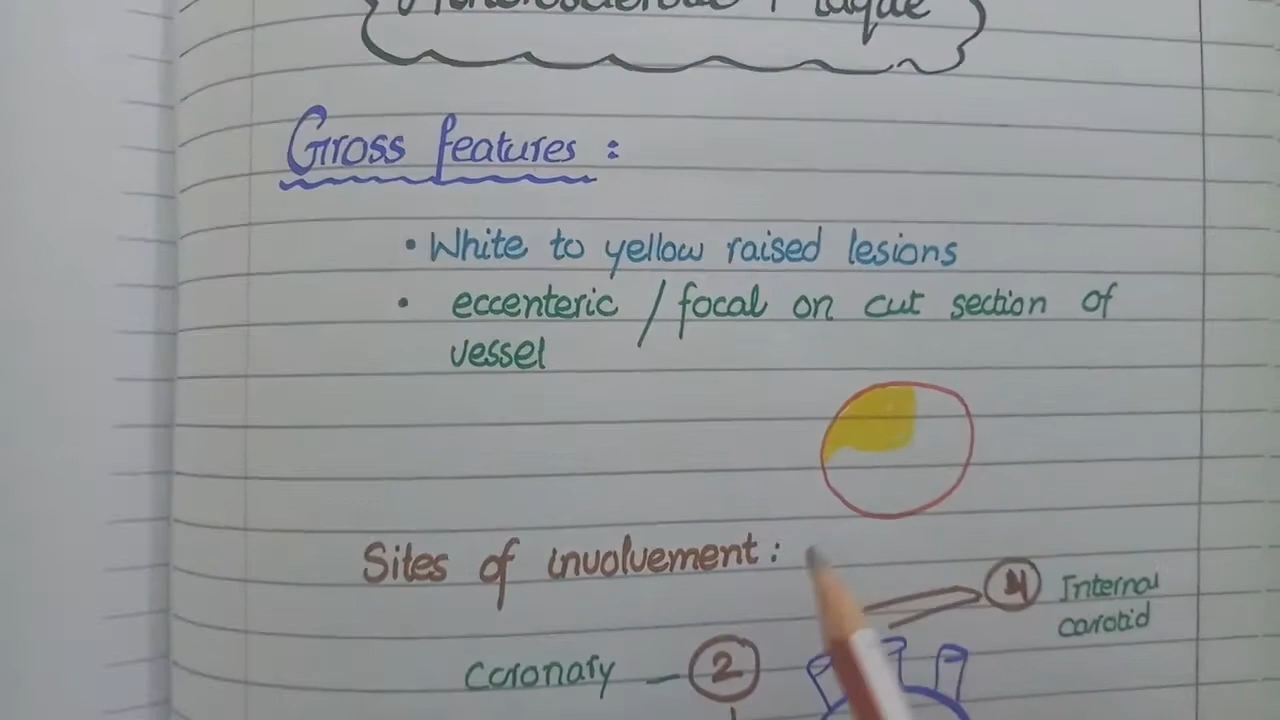 Plaque
Gross features :
• White to yellow raised lesions
• eccenteric / focal on cut section of
vessel
Sites of involvement :
4 Internal
carotid
Coronary — 2